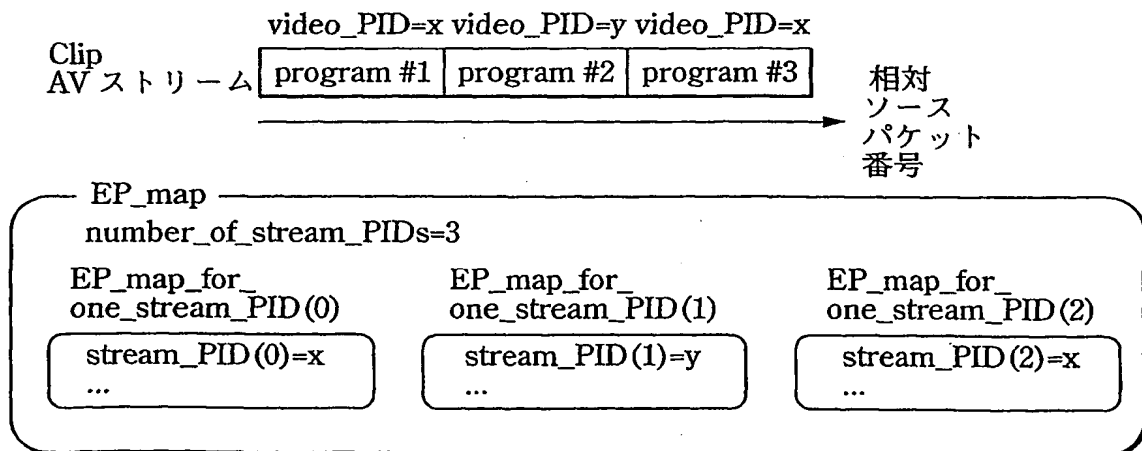 video_PID=x video_PID=y video_PID=x
Clip
AVストリーム
program #1 program #2 program #3
相対
ソース
パケット
番号
EP_map
number_of_stream_PIDs=3
EP_map_for_
one_stream_PID(0)
EP_map_for_
one_stream_PID(1)
EP_map_for_
one_stream_PID(2)
stream_PID(0)=x
...
stream_PID(1)=y
...
stream_PID(2)=x
...